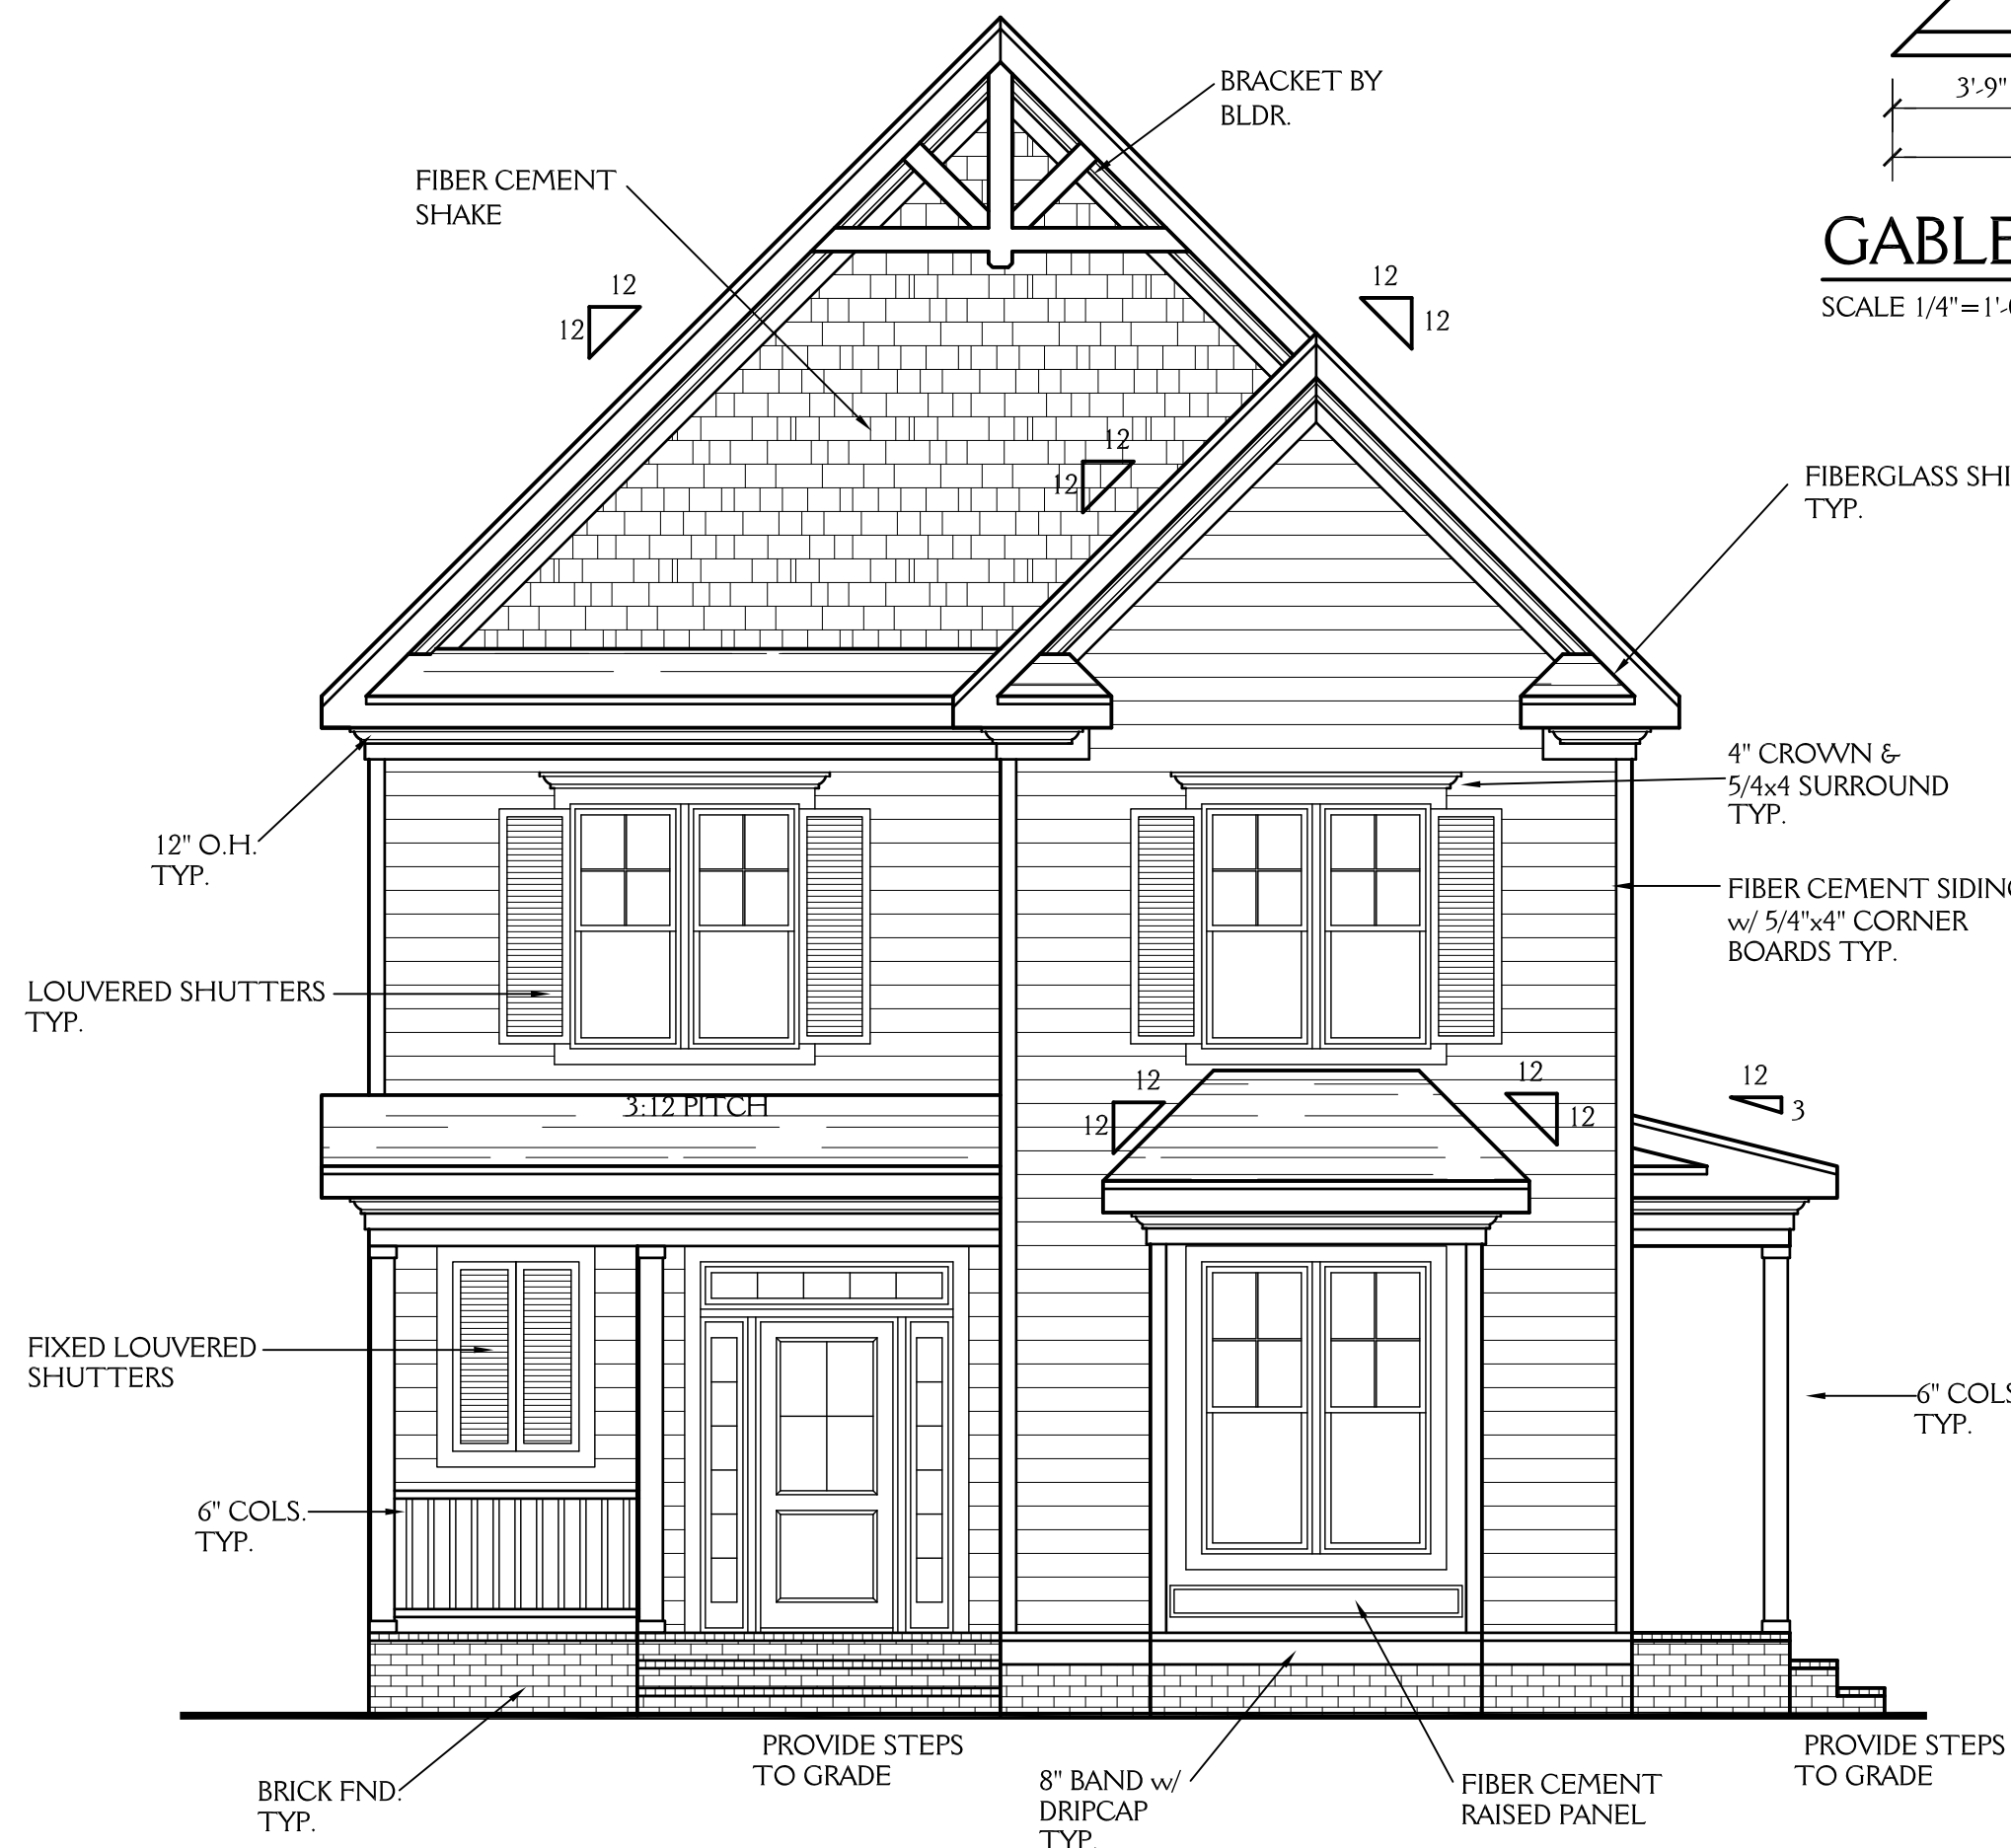 BRACKET BY
BLDR.
3'-9"
FIBER CEMENT
SHAKE
GABLE
SCALE 1/4"=1'-
12
12
12
12
12
12
FIBERGLASS
TYP.
4" CROWN &
5/4x4 SURROUND
TYP.
12" O.H.
TYP.
FIBER CEMENT
w/ 5/4"x4" CORNER
BOARDS TYP.
LOUVERED SHUTTERS
TYP.
3:12 PITCH
12
12
12
12
12
3
FIXED LOUVERED
SHUTTERS
6" COLS
TYP.
6" COLS.
TYP.
PROVIDE STEPS
TO GRADE
PROVIDE STEPS
TO GRADE
BRICK FND.
TYP.
8" BAND w/
DRIPCAP
TYP.
FIBER CEMENT
RAISED PANEL